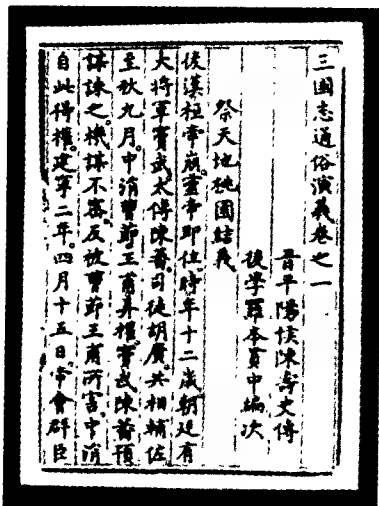 三國志通俗演義卷之一
晉平陽侯陳壽史傳
後學羅本貫中編次
祭天地桃園結義
後漢桓帝崩靈帝即位時年十二歲朝廷有
大將軍竇武太傅陳蕃司徒胡廣共相輔佐
至秋九月中涓曹節王甫弄權竇武陳蕃預
謀誅之機謀不密反被曹節王甫所害中涓
自此得權建寧二年四月十五日帝會群臣